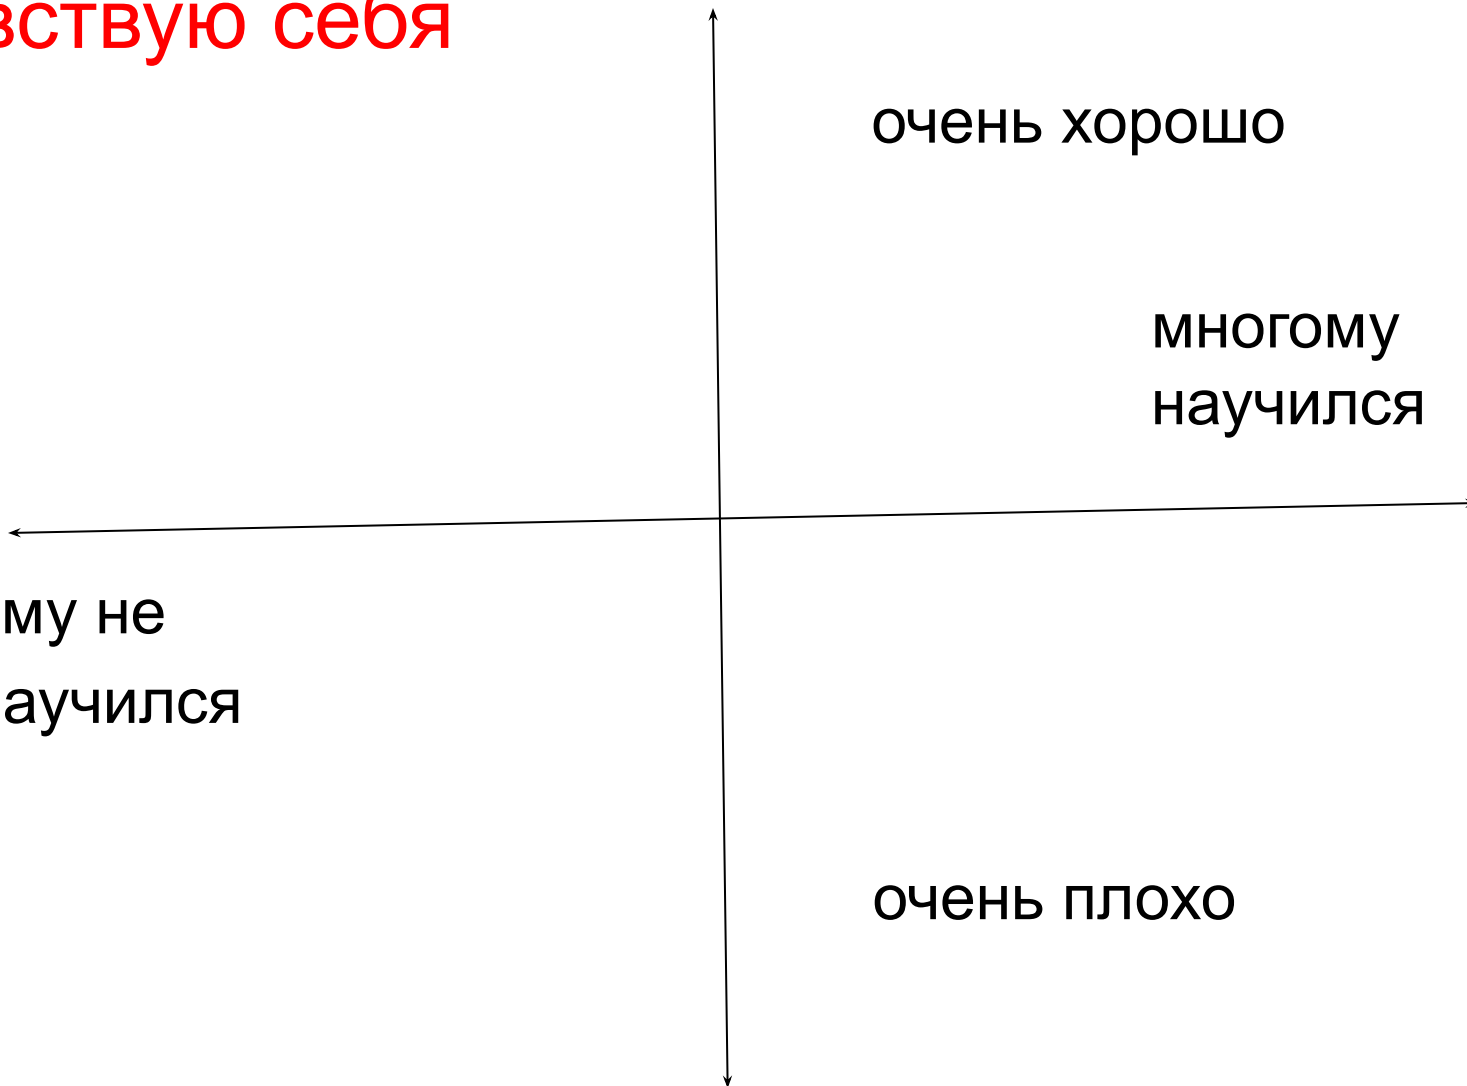 вствую себя
очень хорошо
многому
научился
му не
аучился
очень плохо